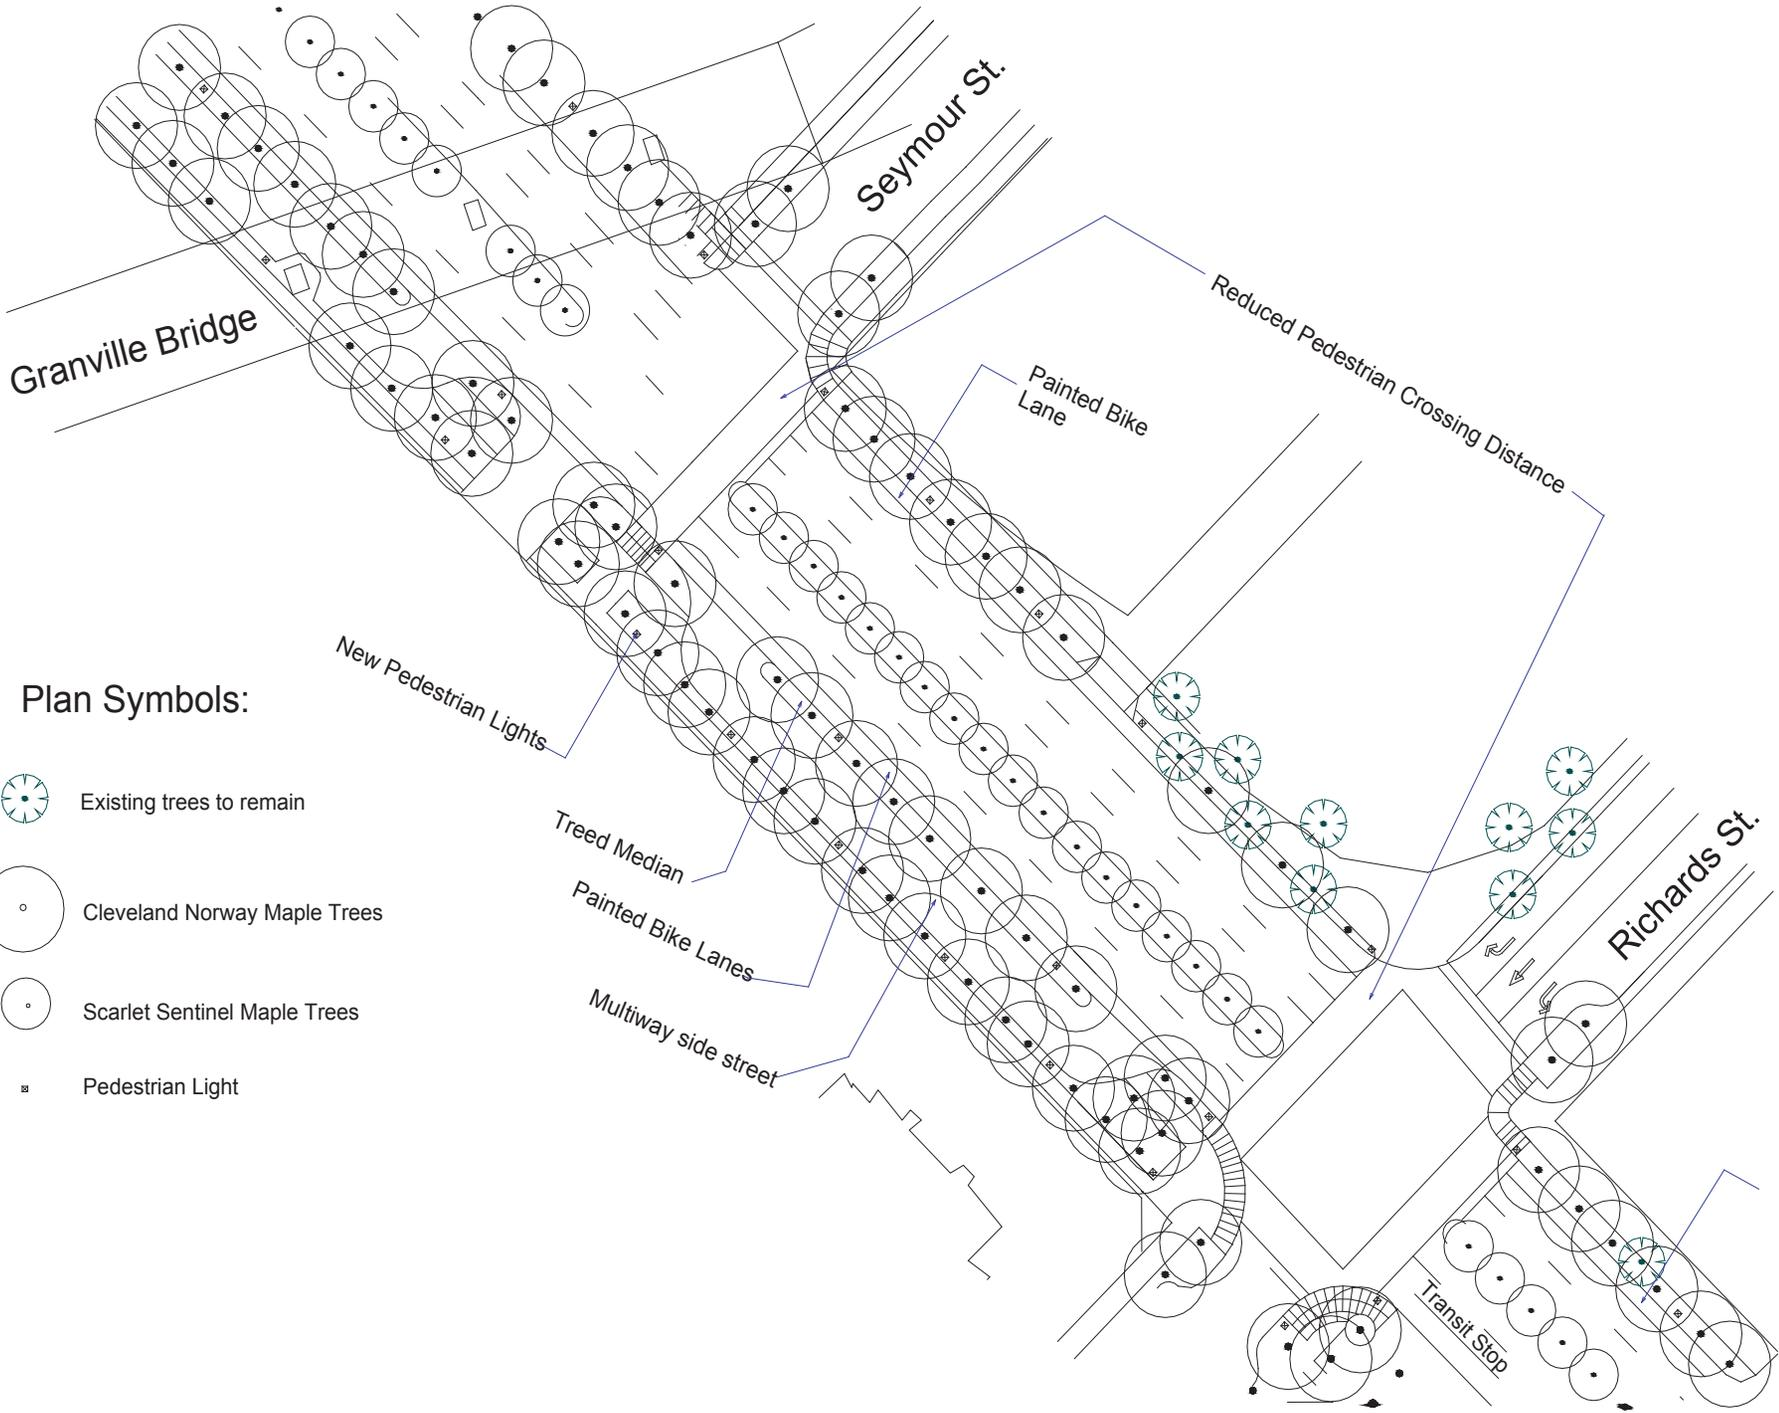 Seymour St.
Granville Bridge
Reduced Pedestrian Crossing Distance
Painted Bike
Lane
New Pedestrian Lights
Plan Symbols:
Existing trees to remain
Cleveland Norway Maple Trees
Scarlet Sentinel Maple Trees
Pedestrian Light
Treed Median
Painted Bike Lanes
Multiway side street
Richards St.
Transit Stop